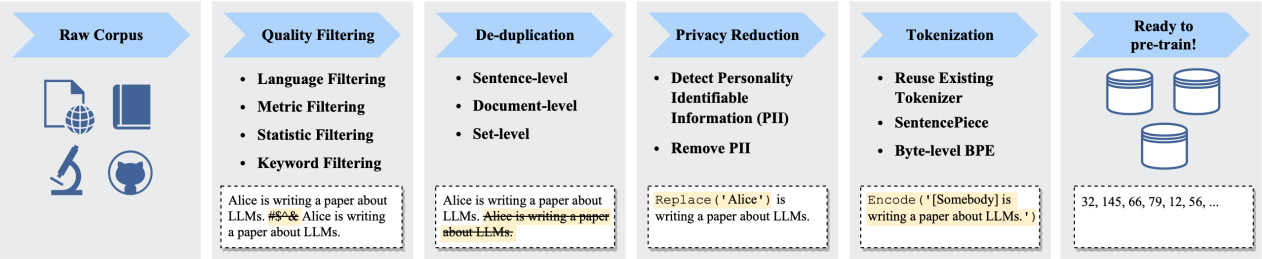 Raw Corpus
Quality Filtering
• Language Filtering
• Metric Filtering
• Statistic Filtering
• Keyword Filtering
Alice is writing a paper about
LLMs. #$^& Alice is writing
a paper about LLMs.
De-duplication
• Sentence-level
• Document-level
• Set-level
Alice is writing a paper about
LLMs. Alice is writing a paper
about LLMs.
Privacy Reduction
• Detect Personality
Identifiable
Information (PII)
• Remove PII
Replace('Alice') is
writing a paper about LLMs.
Tokenization
• Reuse Existing
Tokenizer
• SentencePiece
• Byte-level BPE
Encode('[Somebody] is
writing a paper about LLMs.')
Ready to
pre-train!
32, 145, 66, 79, 12, 56, ...